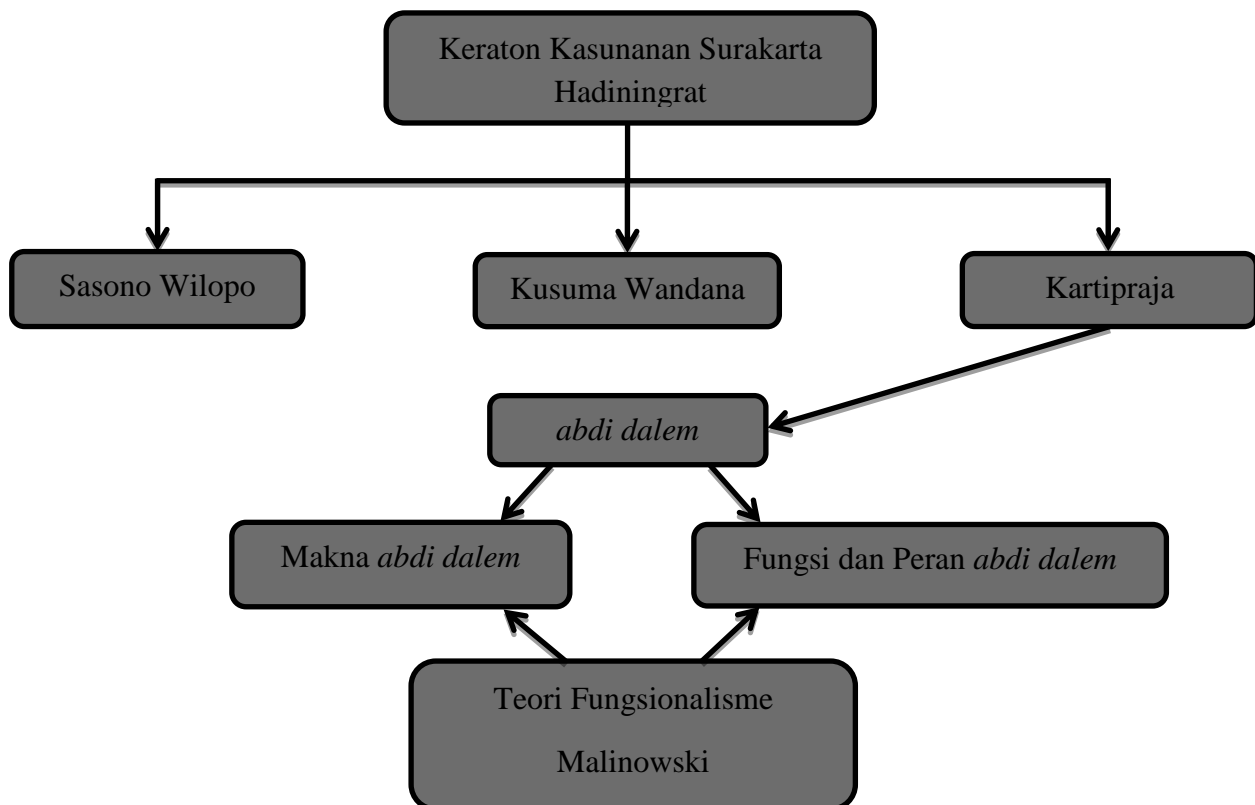 Keraton Kasunanan Surakarta
Hadiningrat
Sasono Wilopo
Kusuma Wandana
Kartipraja
abdi dalem
Makna abdi dalem
Fungsi dan Peran abdi dalem
Teori Fungsionalisme
Malinowski